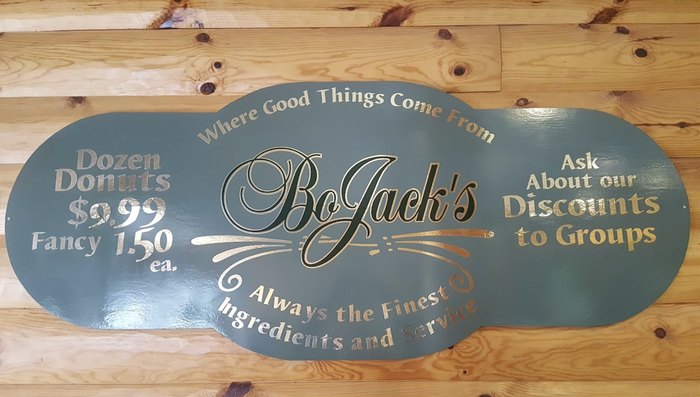 Where Good Things Come From
Dozen
Donuts
$9.99
Fancy 1.50
ea.
BoJack's
Always the Finest
Ingredients and Service
Ask
About our
Discounts
to Groups